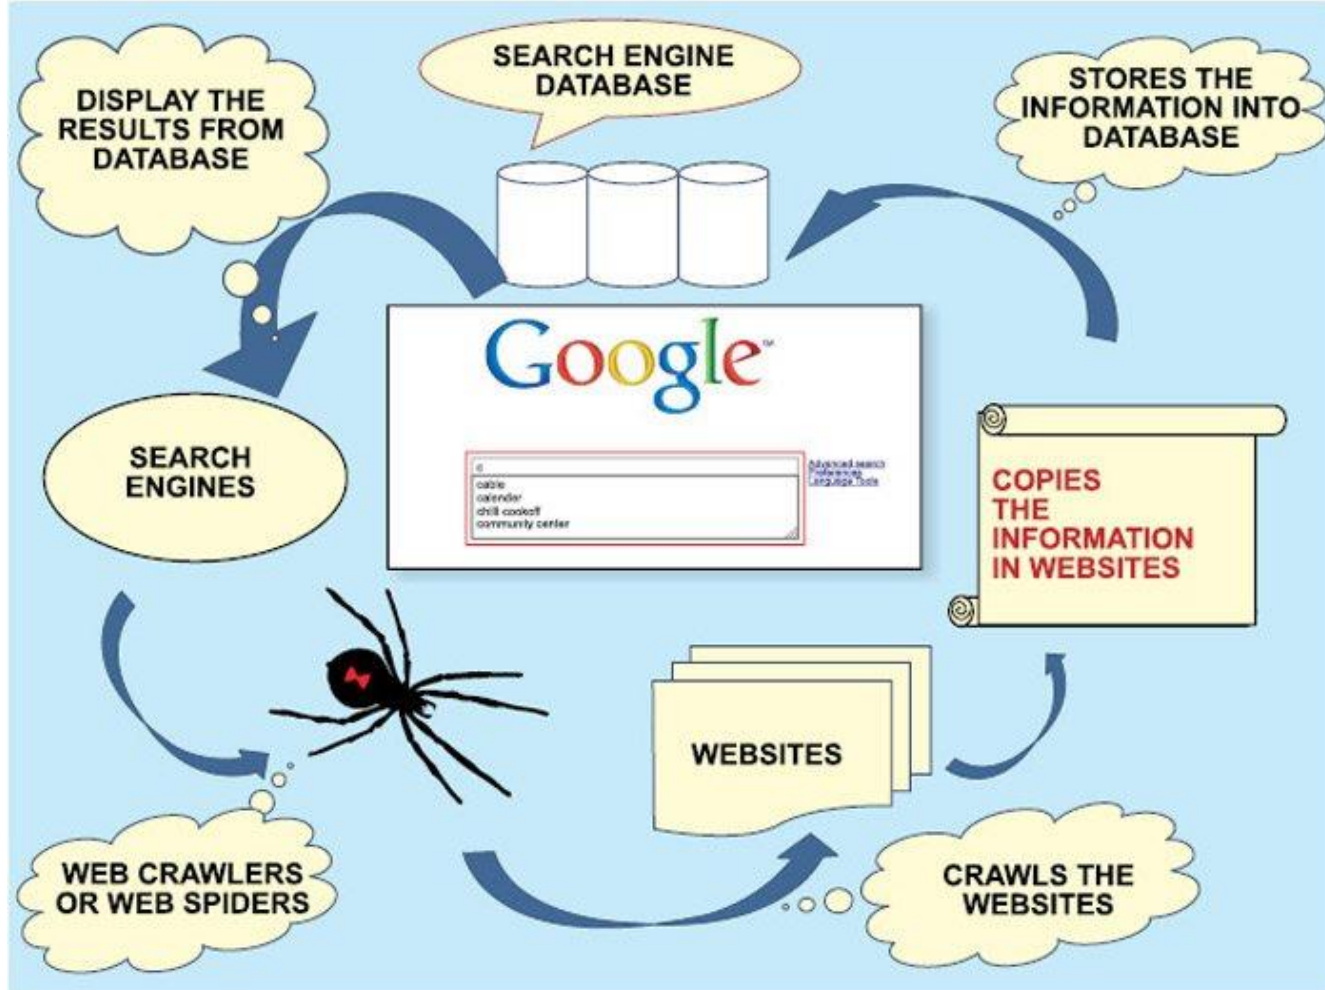 SEARCH ENGINE
DATABASE
DISPLAY THE
RESULTS FROM
DATABASE
STORES THE
INFORMATION INTO
DATABASE
Google™
c
cable
calender
chilli cookoff
community center
Advanced search
Preferences
Language Tools
SEARCH
ENGINES
COPIES
THE
INFORMATION
IN WEBSITES
WEBSITES
WEB CRAWLERS
OR WEB SPIDERS
CRAWLS THE
WEBSITES